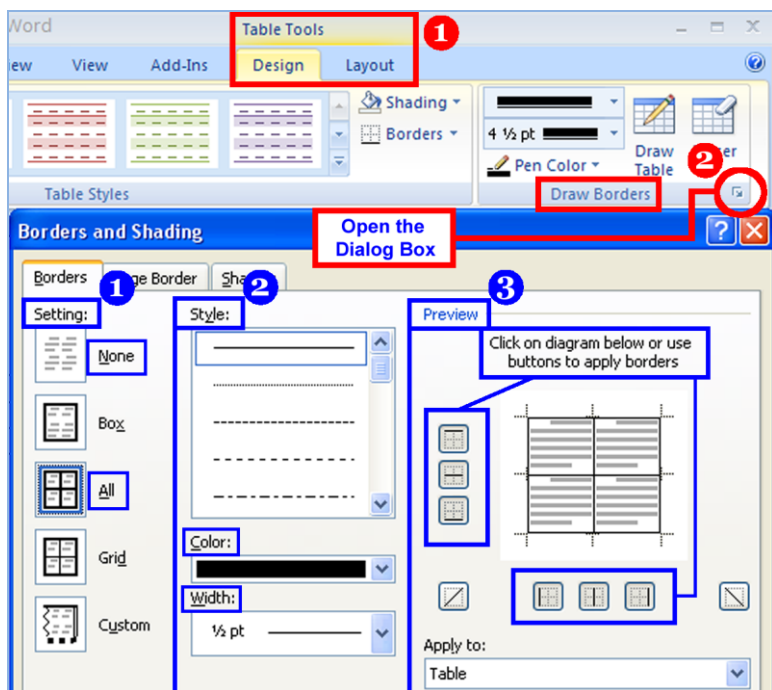 Word
Table Tools
1
View
Add-Ins
Design
Layout
Shading
Borders
4 ½ pt
Pen Color
Draw
Table
2
Table Styles
Draw Borders
Open the
Dialog Box
Borders and Shading
Borders
Border
1
2
3
Setting:
None
Box
All
Grid
Custom
Style:
Color:
Width:
½ pt
Preview
Click on diagram below or use
buttons to apply borders
Apply to:
Table